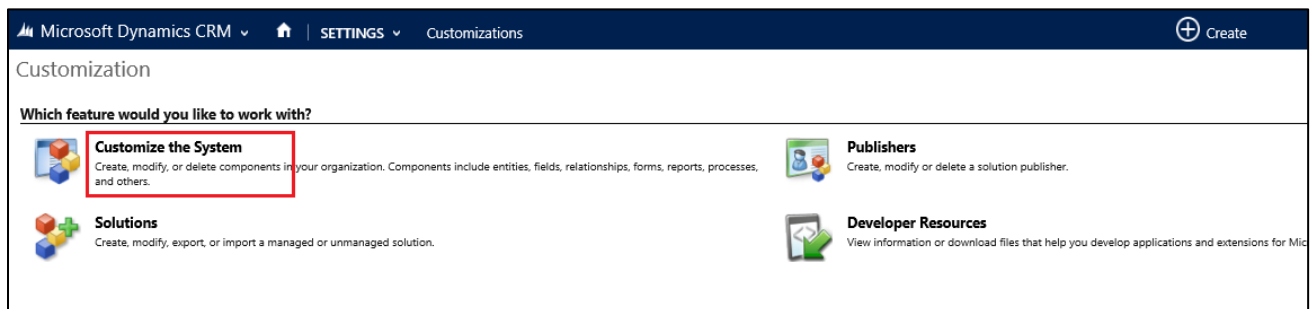 Microsoft Dynamics CRM SETTINGS Customizations Create
Customization
Which feature would you like to work with?
Customize the System
Create, modify, or delete components in your organization. Components include entities, fields, relationships, forms, reports, processes,
and others.
Publishers
Create, modify or delete a solution publisher.
Solutions
Create, modify, export, or import a managed or unmanaged solution.
Developer Resources
View information or download files that help you develop applications and extensions for Mic